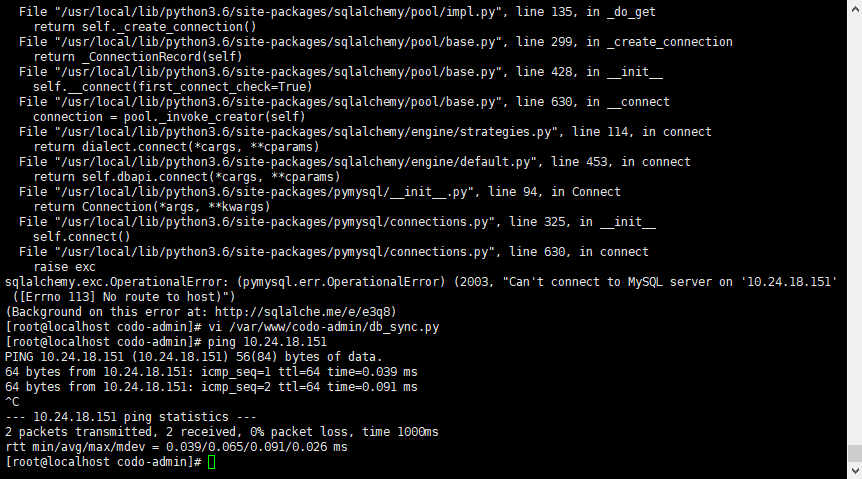 File "/usr/local/lib/python3.6/site-packages/sqlalchemy/pool/impl.py", line 135, in _do_get
return self._create_connection()
File "/usr/local/lib/python3.6/site-packages/sqlalchemy/pool/base.py", line 299, in _create_connection
return _ConnectionRecord(self)
File "/usr/local/lib/python3.6/site-packages/sqlalchemy/pool/base.py", line 428, in __init__
self.__connect(first_connect_check=True)
File "/usr/local/lib/python3.6/site-packages/sqlalchemy/pool/base.py", line 630, in __connect
connection = pool._invoke_creator(self)
File "/usr/local/lib/python3.6/site-packages/sqlalchemy/engine/strategies.py", line 114, in connect
return dialect.connect(*cargs, **cparams)
File "/usr/local/lib/python3.6/site-packages/sqlalchemy/engine/default.py", line 453, in connect
return self.dbapi.connect(*cargs, **cparams)
File "/usr/local/lib/python3.6/site-packages/pymysql/__init__.py", line 94, in Connect
return Connection(*args, **kwargs)
File "/usr/local/lib/python3.6/site-packages/pymysql/connections.py", line 325, in __init__
self.connect()
File "/usr/local/lib/python3.6/site-packages/pymysql/connections.py", line 630, in connect
raise exc
sqlalchemy.exc.OperationalError: (pymysql.err.OperationalError) (2003, "Can't connect to MySQL server on '10.24.18.151'
([Errno 113] No route to host)")
(Background on this error at: http://sqlalche.me/e/e3q8)
[root@localhost codo-admin]# vi /var/www/codo-admin/db_sync.py
[root@localhost codo-admin]# ping 10.24.18.151
PING 10.24.18.151 (10.24.18.151) 56(84) bytes of data.
64 bytes from 10.24.18.151: icmp_seq=1 ttl=64 time=0.039 ms
64 bytes from 10.24.18.151: icmp_seq=2 ttl=64 time=0.091 ms
^C
--- 10.24.18.151 ping statistics ---
2 packets transmitted, 2 received, 0% packet loss, time 1000ms
rtt min/avg/max/mdev = 0.039/0.065/0.091/0.026 ms
[root@localhost codo-admin]#